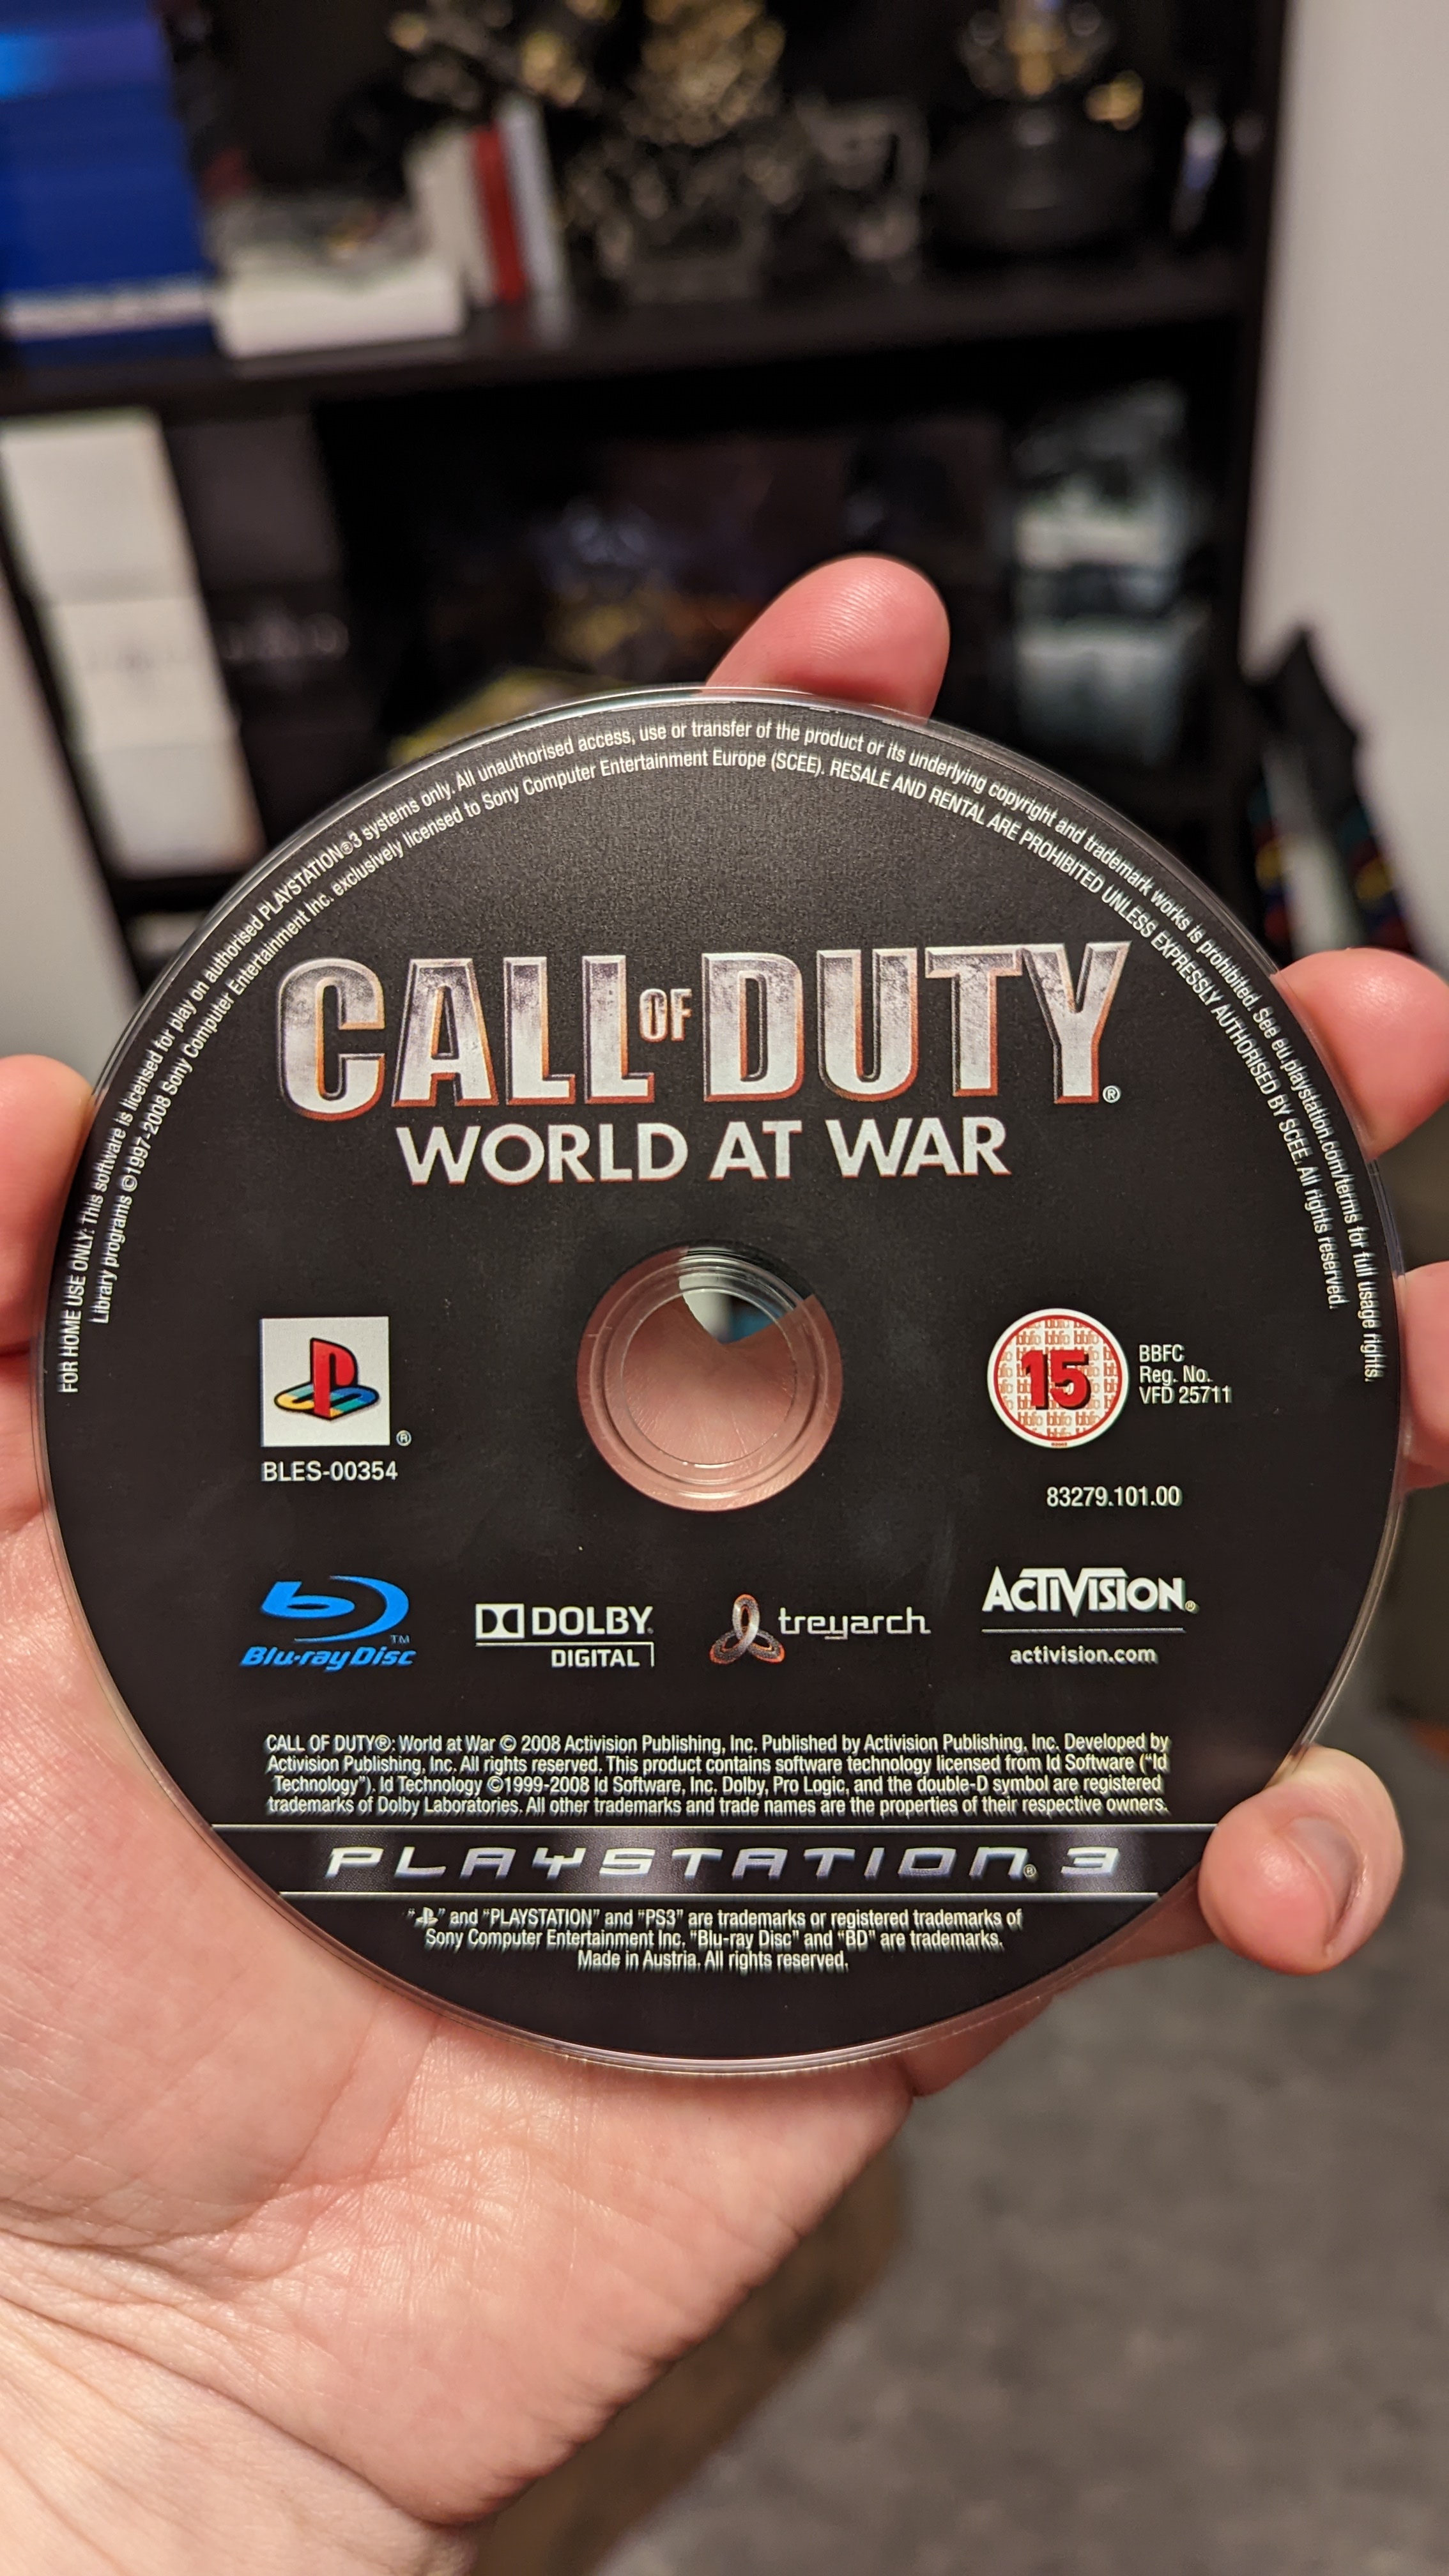 FOR HOME USE ONLY: This software is licensed for play on authorised PLAYSTATION®3 systems only. All unauthorised access, use or transfer of the product or its underlying copyright and trademark works is prohibited. See eu.playstation.com/terms for full usage rights.
Library programs ©1997-2008 Sony Computer Entertainment Inc. exclusively licensed to Sony Computer Entertainment Europe (SCEE). RESALE AND RENTAL ARE PROHIBITED UNLESS EXPRESSLY AUTHORISED BY SCEE. All rights reserved.
CALL OF DUTY®
WORLD AT WAR
®
BLES-00354
15
BBFC
Reg. No.
VFD 25711
83279.101.00
Blu-ray Disc™
DOLBY®
DIGITAL
treyarch
ACTIVISION®
activision.com
CALL OF DUTY®: World at War © 2008 Activision Publishing, Inc. Published by Activision Publishing, Inc. Developed by
Activision Publishing, Inc. All rights reserved. This product contains software technology licensed from Id Software (“Id
Technology”). Id Technology ©1999-2008 Id Software, Inc. Dolby, Pro Logic, and the double-D symbol are registered
trademarks of Dolby Laboratories. All other trademarks and trade names are the properties of their respective owners.
PLAYSTATION®3
“ ” and “PLAYSTATION” and “PS3” are trademarks or registered trademarks of
Sony Computer Entertainment Inc. “Blu-ray Disc” and “BD” are trademarks.
Made in Austria. All rights reserved.